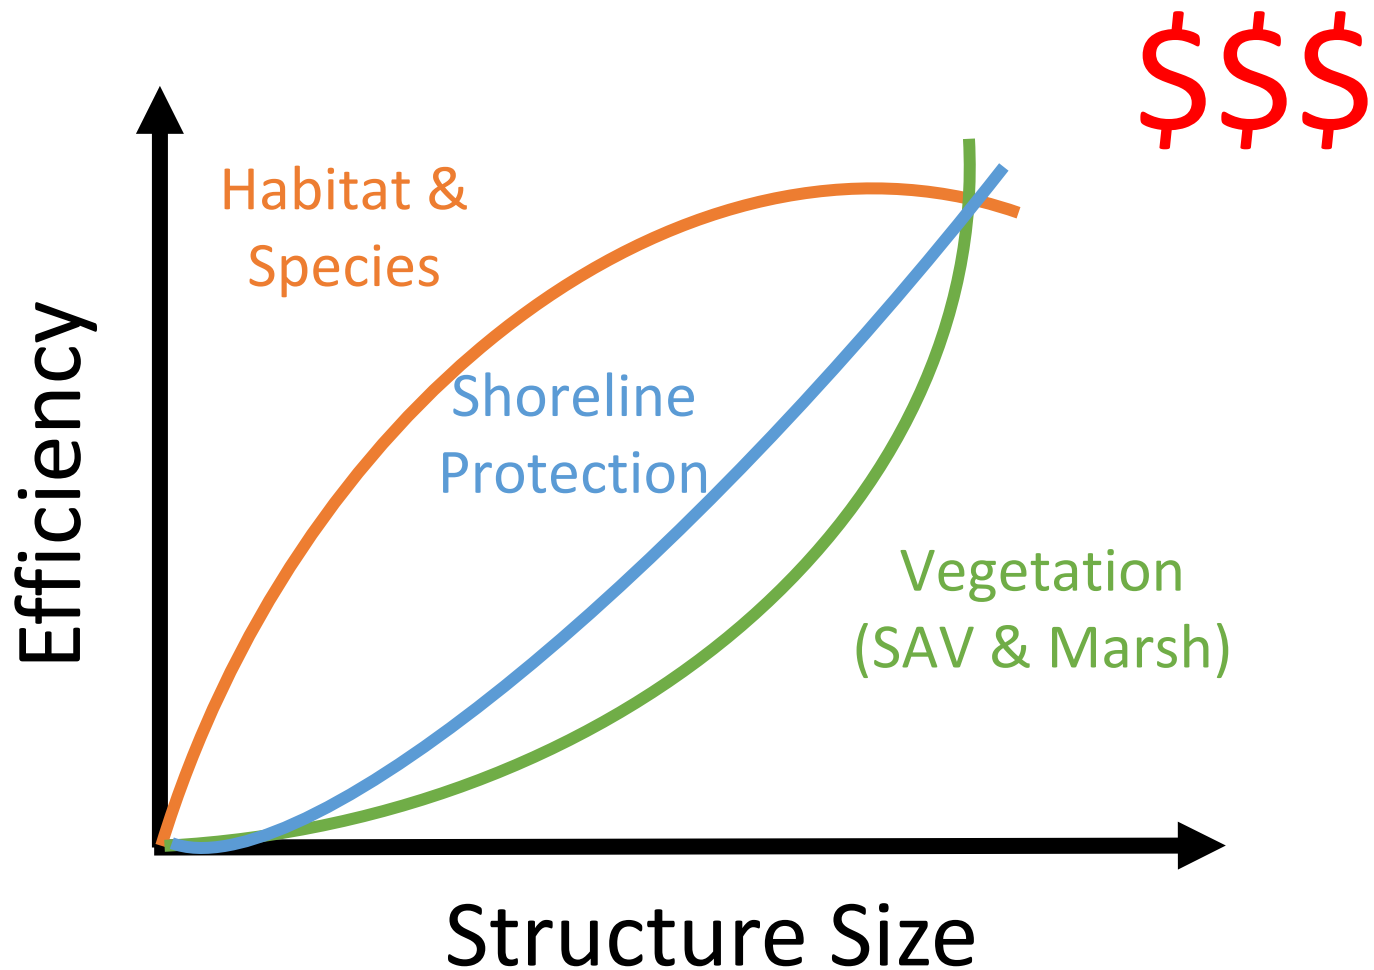 $$$
Habitat &
Species
Shoreline
Protection
Vegetation
(SAV & Marsh)
Efficiency
Structure Size